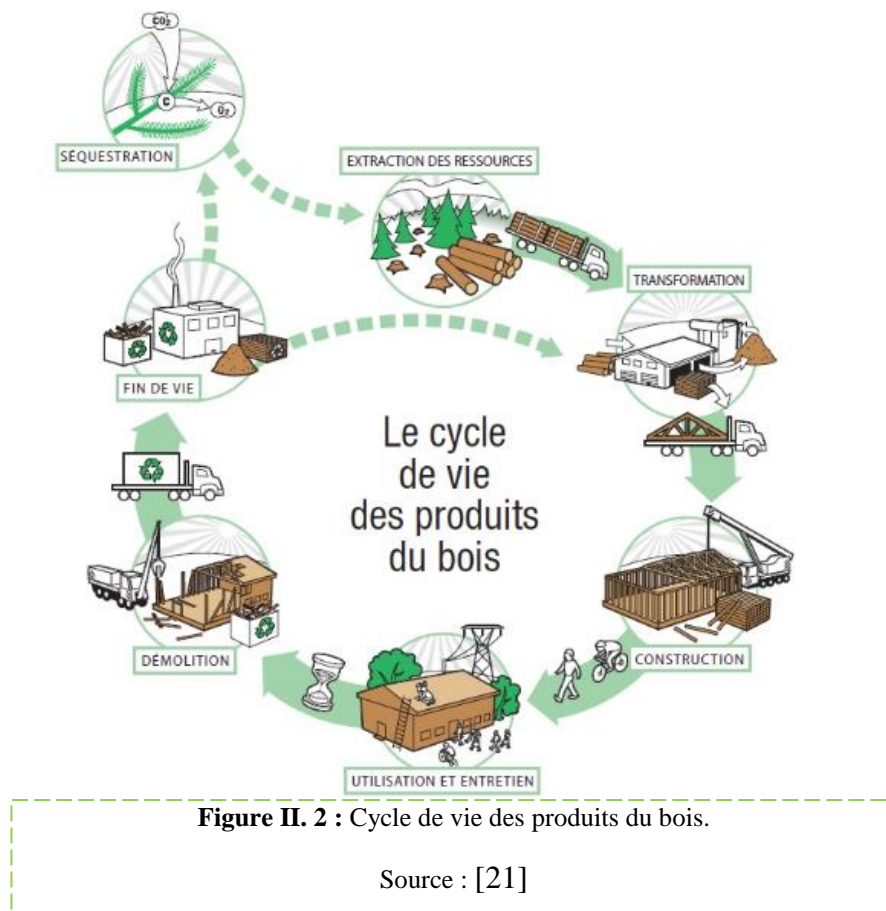 CO₂
C
O₂
SÉQUESTRATION
EXTRACTION DES RESSOURCES
TRANSFORMATION
FIN DE VIE
Le cycle
de vie
des produits
du bois
DÉMOLITION
CONSTRUCTION
UTILISATION ET ENTRETIEN
Figure II. 2 : Cycle de vie des produits du bois.
Source : [21]